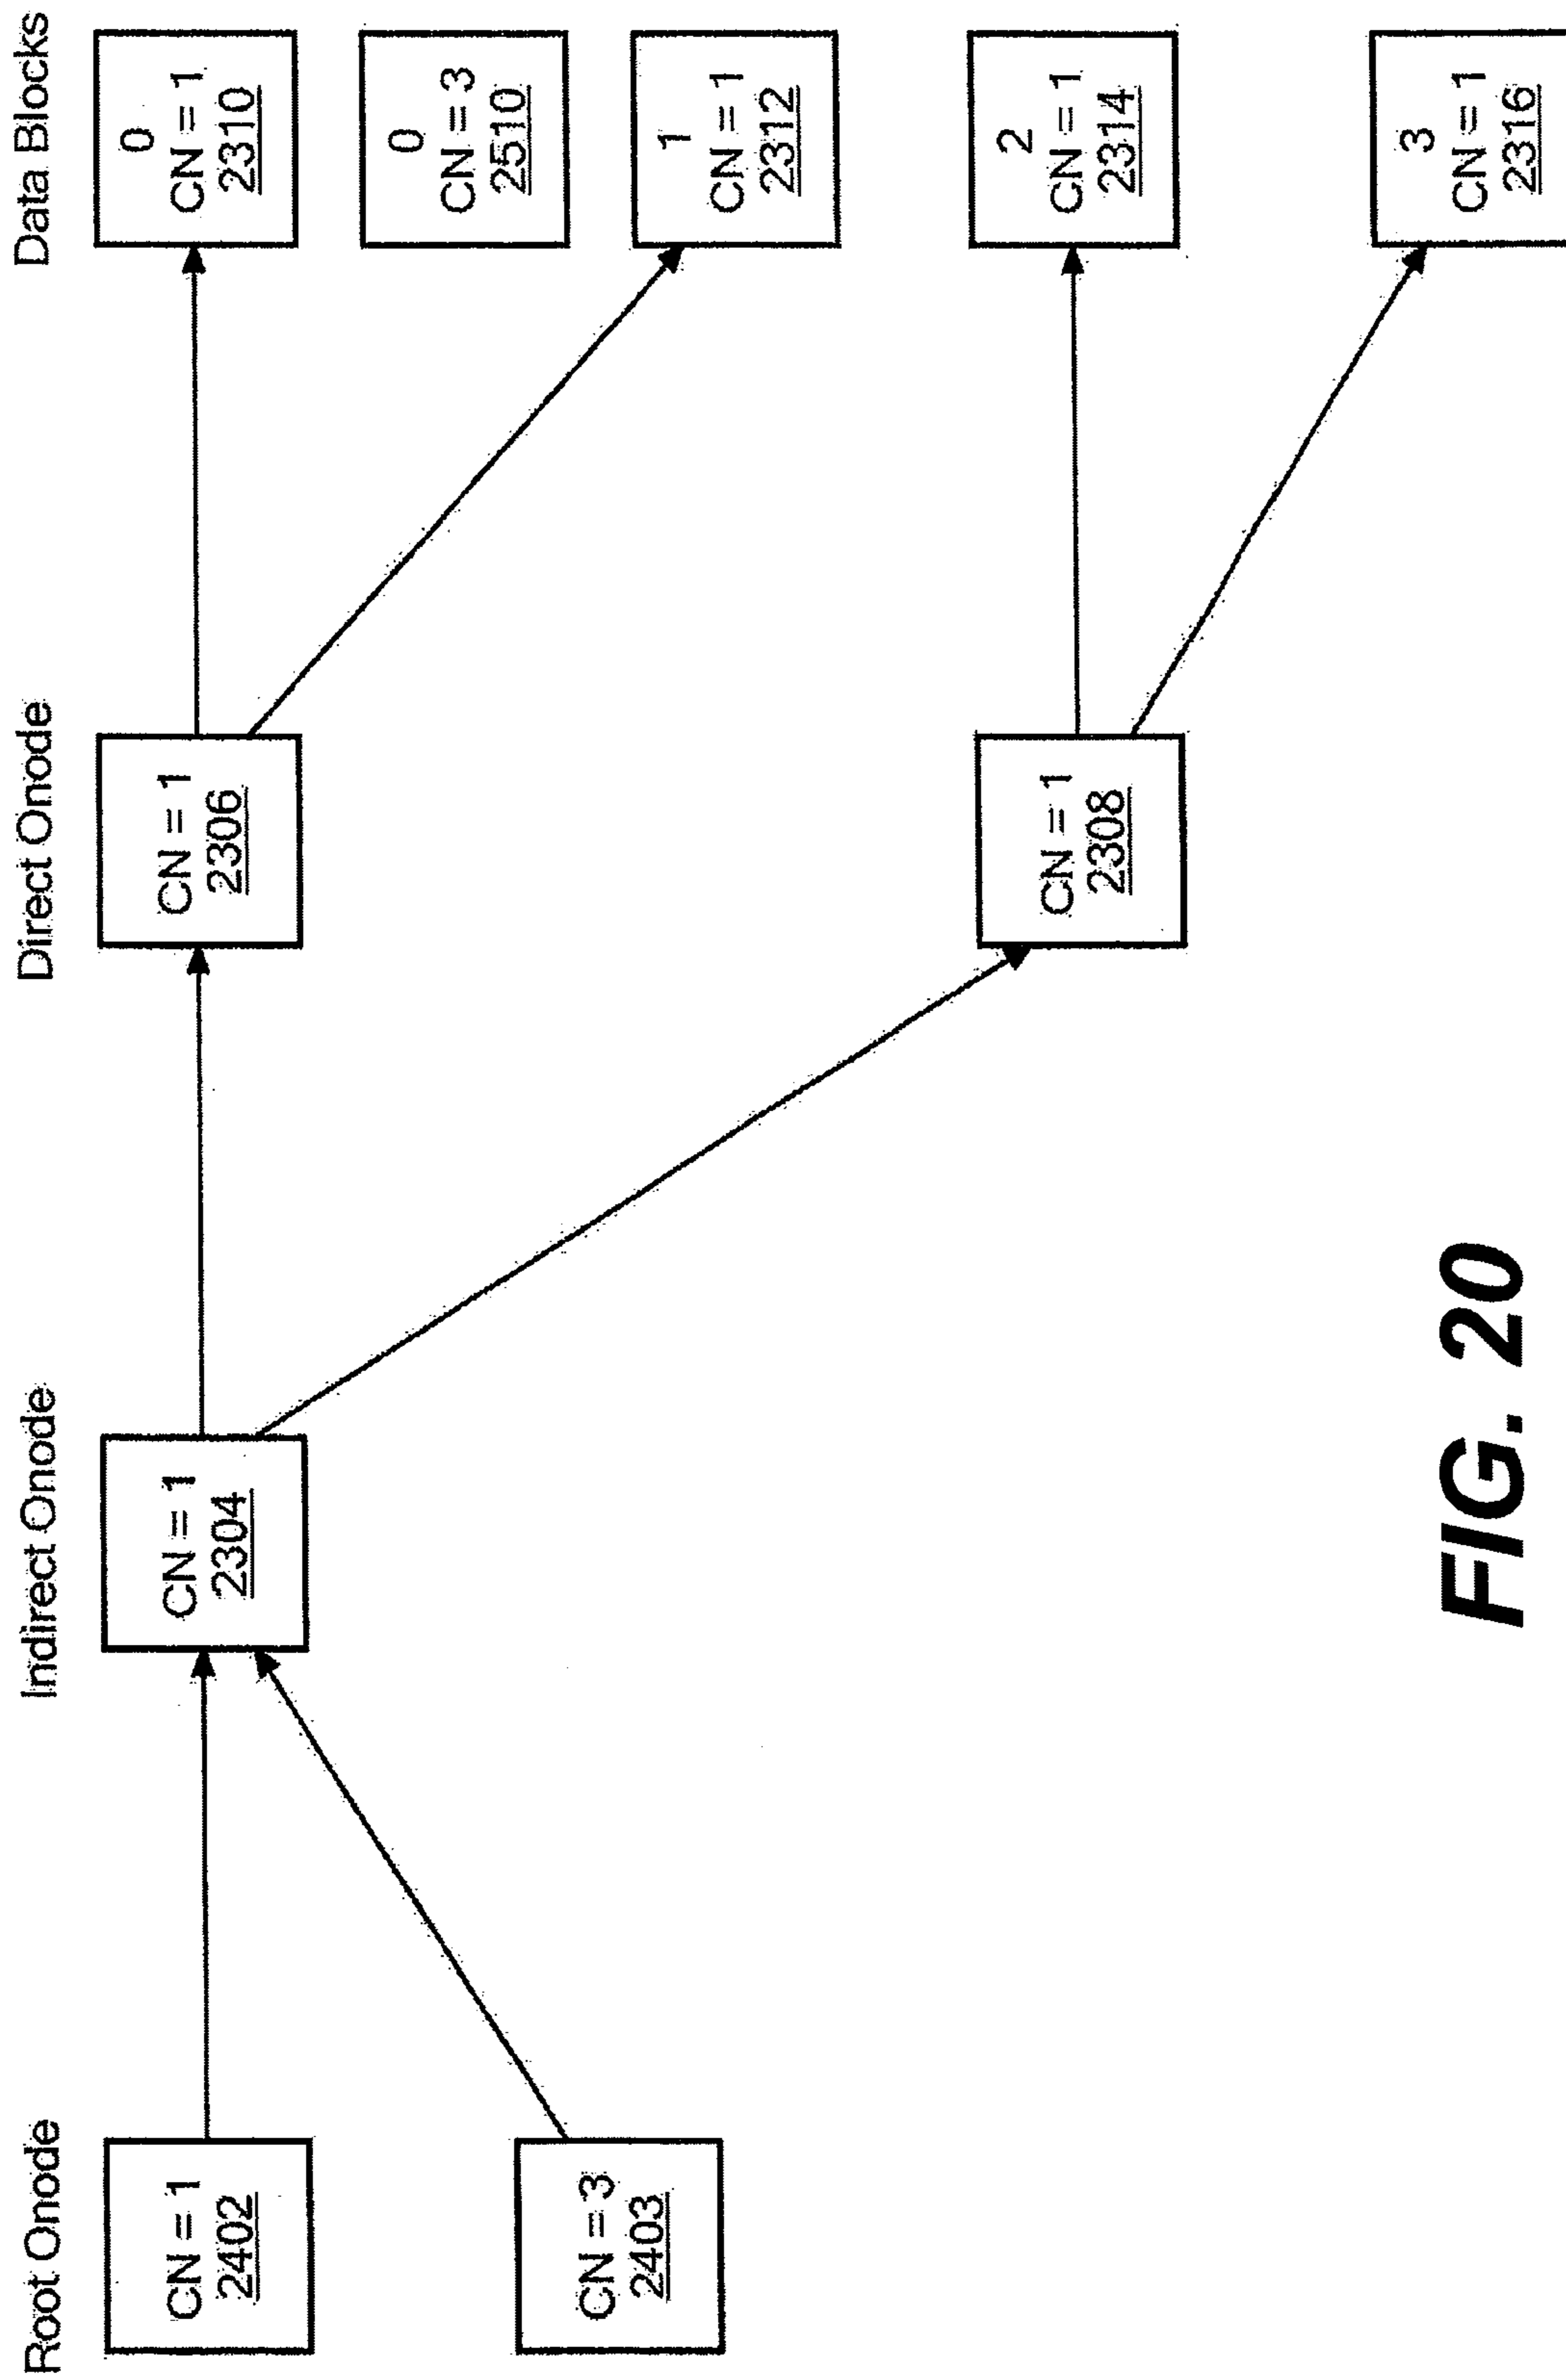 Root Onode
Indirect Onode
Direct Onode
Data Blocks
CN = 1
2402
CN = 3
2403
CN = 1
2304
CN = 1
2306
CN = 1
2308
0
CN = 1
2310
0
CN = 3
2510
1
CN = 1
2312
2
CN = 1
2314
3
CN = 1
2316
FIG. 20